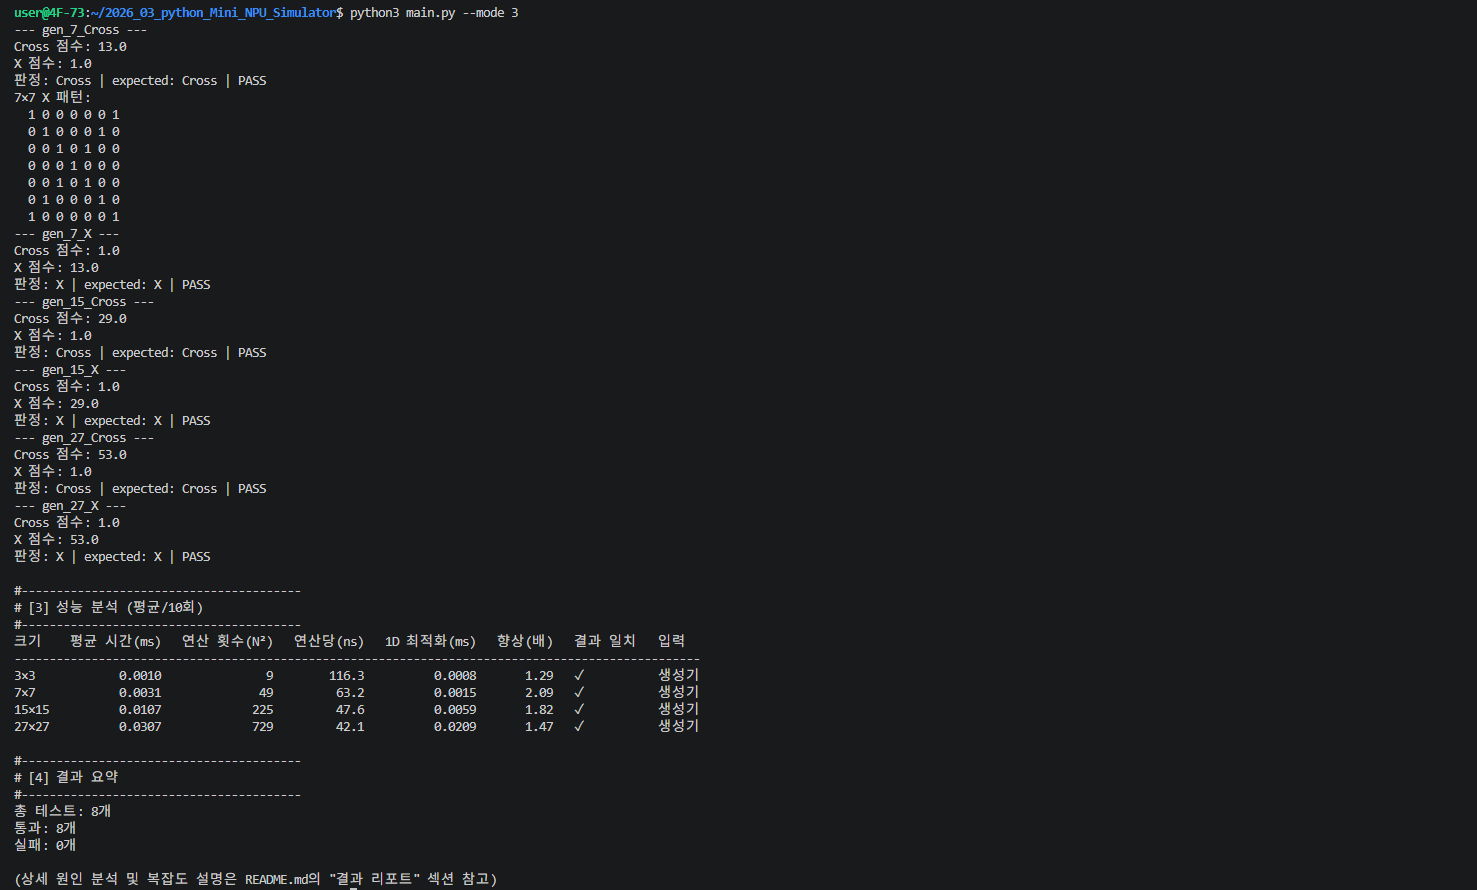 user@4F-73:~/2026_03_python_Mini_NPU_Simulator$ python3 main.py --mode 3
--- gen_7_Cross ---
Cross 점수: 13.0
X 점수: 1.0
판정: Cross | expected: Cross | PASS
7×7 X 패턴:
1 0 0 0 0 0 1
0 1 0 0 0 1 0
0 0 1 0 1 0 0
0 0 0 1 0 0 0
0 0 1 0 1 0 0
0 1 0 0 0 1 0
1 0 0 0 0 0 1
--- gen_7_X ---
Cross 점수: 1.0
X 점수: 13.0
판정: X | expected: X | PASS
--- gen_15_Cross ---
Cross 점수: 29.0
X 점수: 1.0
판정: Cross | expected: Cross | PASS
--- gen_15_X ---
Cross 점수: 1.0
X 점수: 29.0
판정: X | expected: X | PASS
--- gen_27_Cross ---
Cross 점수: 53.0
X 점수: 1.0
판정: Cross | expected: Cross | PASS
--- gen_27_X ---
Cross 점수: 1.0
X 점수: 53.0
판정: X | expected: X | PASS
#----------------------------------------
# [3] 성능 분석 (평균/10회)
#----------------------------------------
크기 평균 시간(ms) 연산 횟수(N²) 연산당(ns) 1D 최적화(ms) 향상(배) 결과 일치 입력
--------------------------------------------------------------------------------------------------
3×3 0.0010 9 116.3 0.0008 1.29 ✓ 생성기
7×7 0.0031 49 63.2 0.0015 2.09 ✓ 생성기
15×15 0.0107 225 47.6 0.0059 1.82 ✓ 생성기
27×27 0.0307 729 42.1 0.0209 1.47 ✓ 생성기
#----------------------------------------
# [4] 결과 요약
#----------------------------------------
총 테스트: 8개
통과: 8개
실패: 0개
(상세 원인 분석 및 복잡도 설명은 README.md의 "결과 리포트" 섹션 참고)